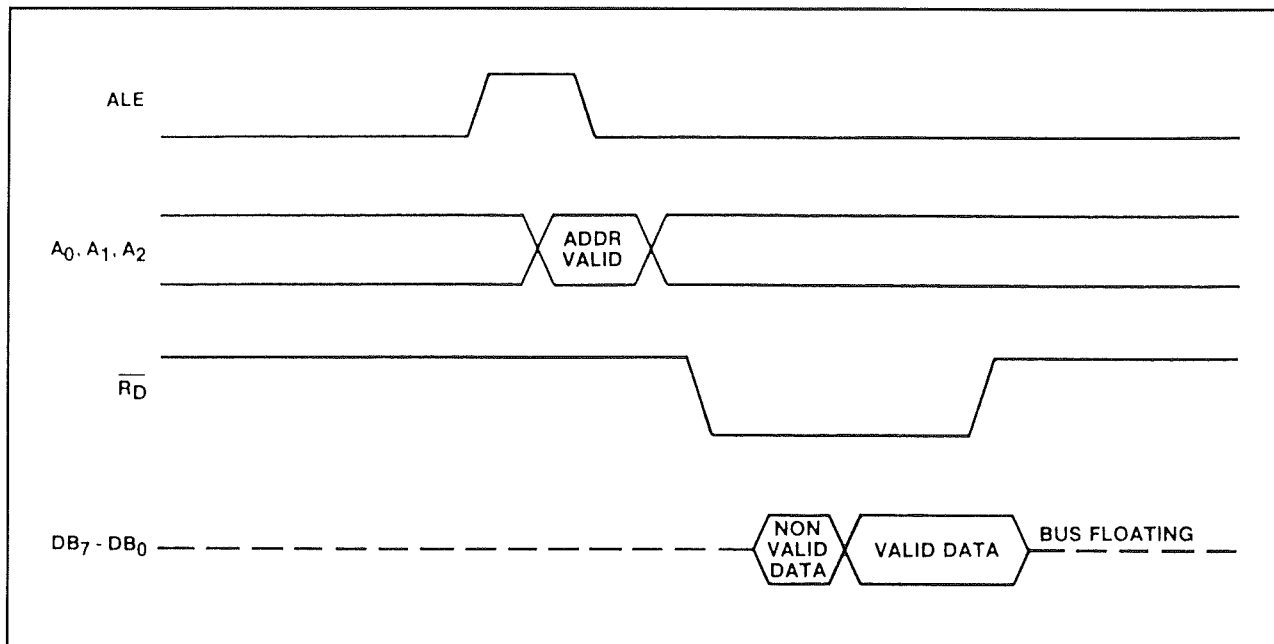 ALE
A0, A1, A2
ADDR
VALID
RD
DB7 - DB0
NON
VALID
DATA
VALID DATA
BUS FLOATING